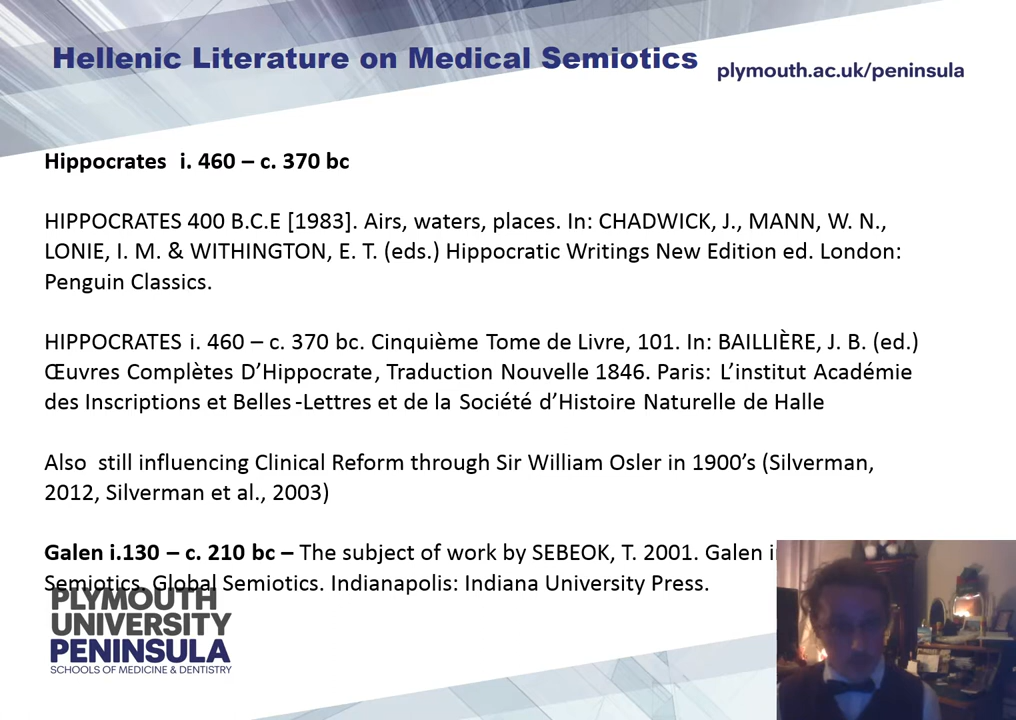 Hellenic Literature on Medical Semiotics
plymouth.ac.uk/peninsula
Hippocrates i. 460 – c. 370 bc
HIPPOCRATES 400 B.C.E [1983]. Airs, waters, places. In: CHADWICK, J., MANN, W. N.,
LONIE, I. M. & WITHINGTON, E. T. (eds.) Hippocratic Writings New Edition ed. London:
Penguin Classics.
HIPPOCRATES i. 460 – c. 370 bc. Cinquième Tome de Livre, 101. In: BAILLIÈRE, J. B. (ed.)
Œuvres Complètes D’Hippocrate, Traduction Nouvelle 1846. Paris: L’institut Académie
des Inscriptions et Belles-Lettres et de la Société d’Histoire Naturelle de Halle
Also still influencing Clinical Reform through Sir William Osler in 1900’s (Silverman,
2012, Silverman et al., 2003)
Galen i.130 – c. 210 bc – The subject of work by SEBEOK, T. 2001. Galen
Semiotics. Global Semiotics. Indianapolis: Indiana University Press.
PLYMOUTH
UNIVERSITY
PENINSULA
SCHOOLS OF MEDICINE & DENTISTRY